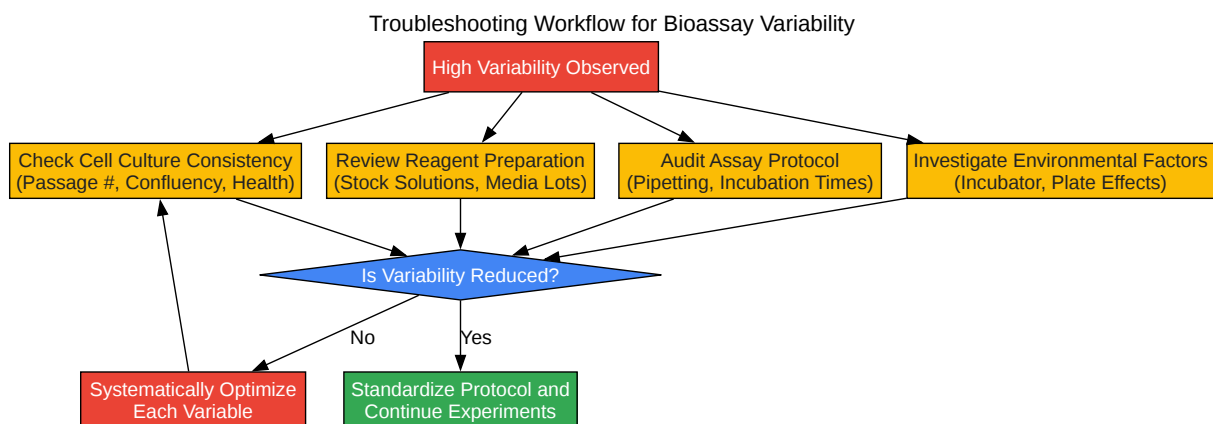 Troubleshooting Workflow for Bioassay Variability
High Variability Observed
Check Cell Culture Consistency
(Passage #, Confluency, Health)
Review Reagent Preparation
(Stock Solutions, Media Lots)
Audit Assay Protocol
(Pipetting, Incubation Times)
Investigate Environmental Factors
(Incubator, Plate Effects)
Is Variability Reduced?
No
Yes
Systematically Optimize
Each Variable
Standardize Protocol and
Continue Experiments